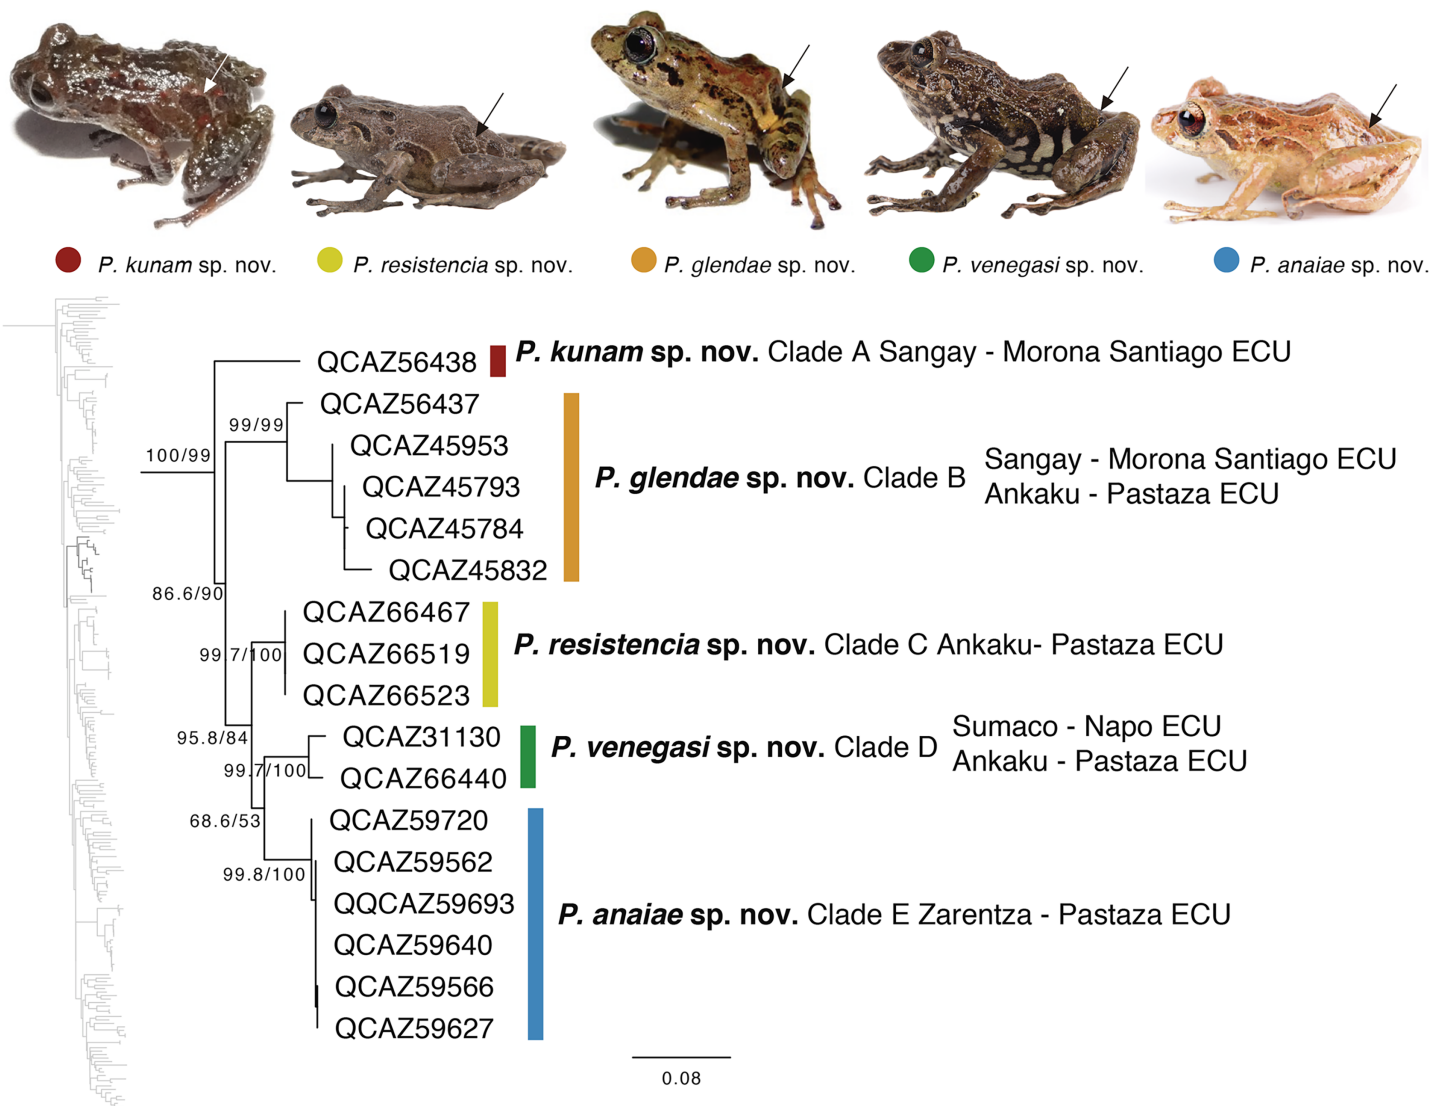 P. kunam sp. nov.
P. resistencia sp. nov.
P. glendae sp. nov.
P. venegasi sp. nov.
P. anaiae sp. nov.
QCAZ56438
P. kunam sp. nov. Clade A Sangay - Morona Santiago ECU
QCAZ56437
99/99
QCAZ45953
100/99
P. glendae sp. nov. Clade B
Sangay - Morona Santiago ECU
Ankaku - Pastaza ECU
QCAZ45793
QCAZ45784
QCAZ45832
86.6/90
QCAZ66467
99.7/100
QCAZ66519
P. resistencia sp. nov. Clade C Ankaku- Pastaza ECU
QCAZ66523
95.8/84
QCAZ31130
P. venegasi sp. nov. Clade D
Sumaco - Napo ECU
Ankaku - Pastaza ECU
99.7/100
QCAZ66440
68.6/53
QCAZ59720
QCAZ59562
99.8/100
QQCAZ59693
P. anaiae sp. nov. Clade E Zarentza - Pastaza ECU
QCAZ59640
QCAZ59566
QCAZ59627
0.08